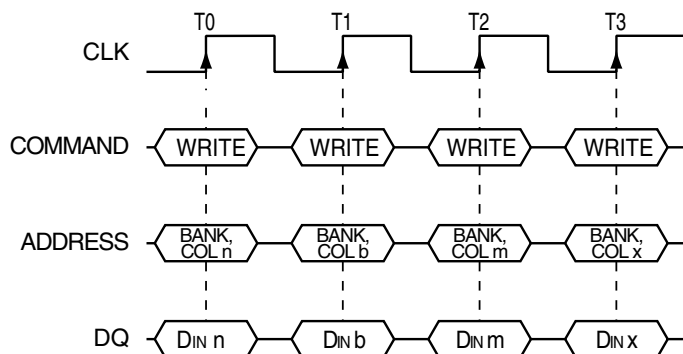 T0 T1 T2 T3
CLK
COMMAND WRITE WRITE WRITE WRITE
BANK, BANK, BANK, BANK,
ADDRESS COL n COL b COL m COL x
DQ DIN n DIN b DIN m DIN x